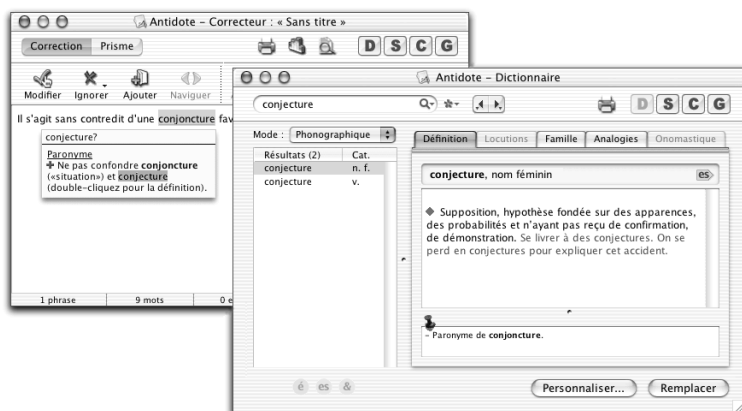 Antidote – Correcteur : « Sans titre »
Correction Prisme
D S C G
Modifier Ignorer Ajouter Naviguer
Il s'agit sans contredit d'une conjoncture fav
conjecture?
Paronyme
✚ Ne pas confondre conjoncture
(«situation») et conjecture
(double-cliquez pour la définition).
1 phrase 9 mots 0 e
Antidote – Dictionnaire
conjecture
D S C G
Mode : Phonographique
Résultats (2) Cat.
conjecture n. f.
conjecture v.
Définition Locutions Famille Analogies Onomastique
conjecture, nom féminin es
◆ Supposition, hypothèse fondée sur des apparences,
des probabilités et n'ayant pas reçu de confirmation,
de démonstration. Se livrer à des conjectures. On se
perd en conjectures pour expliquer cet accident.
– Paronyme de conjoncture.
é es &
Personnaliser... Remplacer